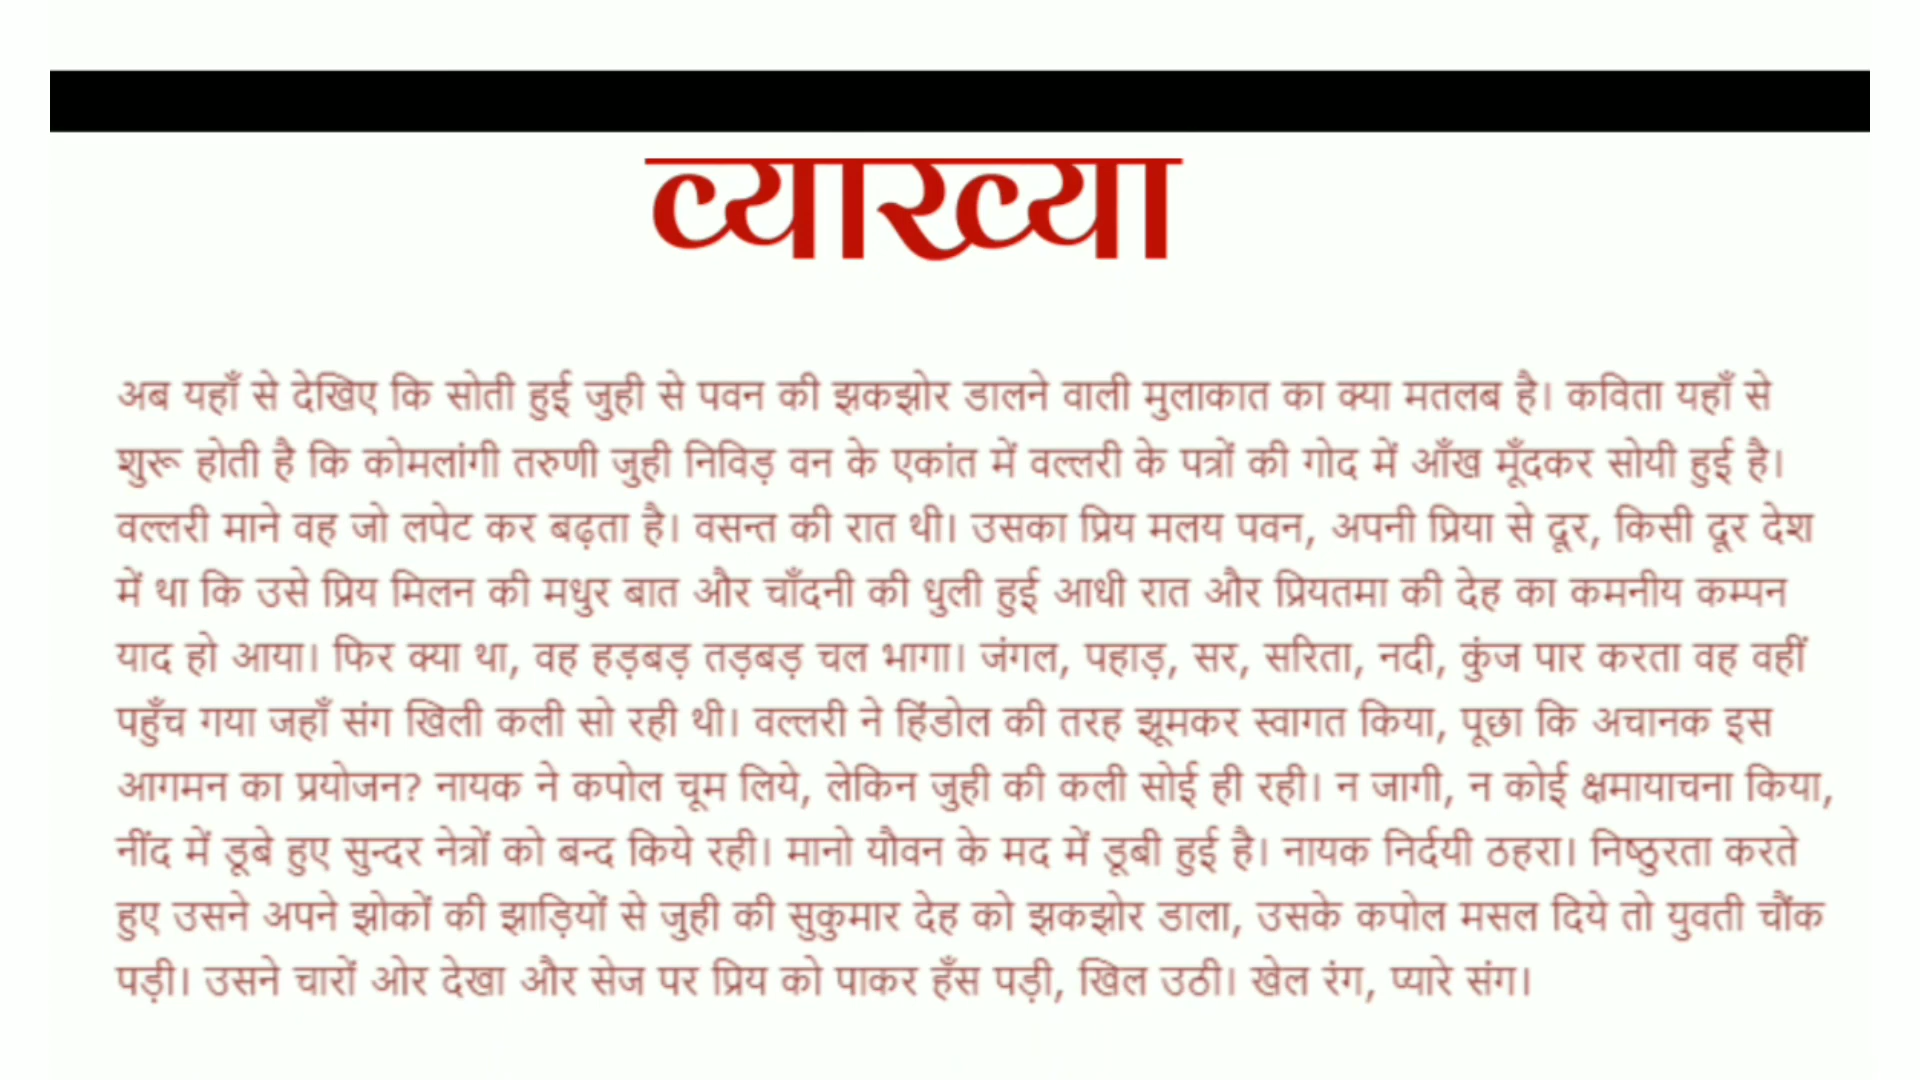 व्याख्या
अब यहाँ से देखिए कि सोती हुई जुही से पवन की झकझोर डालने वाली मुलाकात का क्या मतलब है। कविता यहाँ से
शुरू होती है कि कोमलांगी तरुणी जुही निविड़ वन के एकांत में वल्लरी के पत्रों की गोद में आँख मूँदकर सोयी हुई है।
वल्लरी माने वह जो लपेट कर बढ़ता है। वसन्त की रात थी। उसका प्रिय मलय पवन, अपनी प्रिया से दूर, किसी दूर देश
में था कि उसे प्रिय मिलन की मधुर बात और चाँदनी की धुली हुई आधी रात और प्रियतमा की देह का कमनीय कम्पन
याद हो आया। फिर क्या था, वह हड़बड़ तड़बड़ चल भागा। जंगल, पहाड़, सर, सरिता, नदी, कुंज पार करता वह वहीं
पहुँच गया जहाँ संग खिली कली सो रही थी। वल्लरी ने हिंडोल की तरह झूमकर स्वागत किया, पूछा कि अचानक इस
आगमन का प्रयोजन? नायक ने कपोल चूम लिये, लेकिन जुही की कली सोई ही रही। न जागी, न कोई क्षमायाचना किया,
नींद में डूबे हुए सुन्दर नेत्रों को बन्द किये रही। मानो यौवन के मद में डूबी हुई है। नायक निर्दयी ठहरा। निष्ठुरता करते
हुए उसने अपने झोकों की झाड़ियों से जुही की सुकुमार देह को झकझोर डाला, उसके कपोल मसल दिये तो युवती चौंक
पड़ी। उसने चारों ओर देखा और सेज पर प्रिय को पाकर हँस पड़ी, खिल उठी। खेल रंग, प्यारे संग।